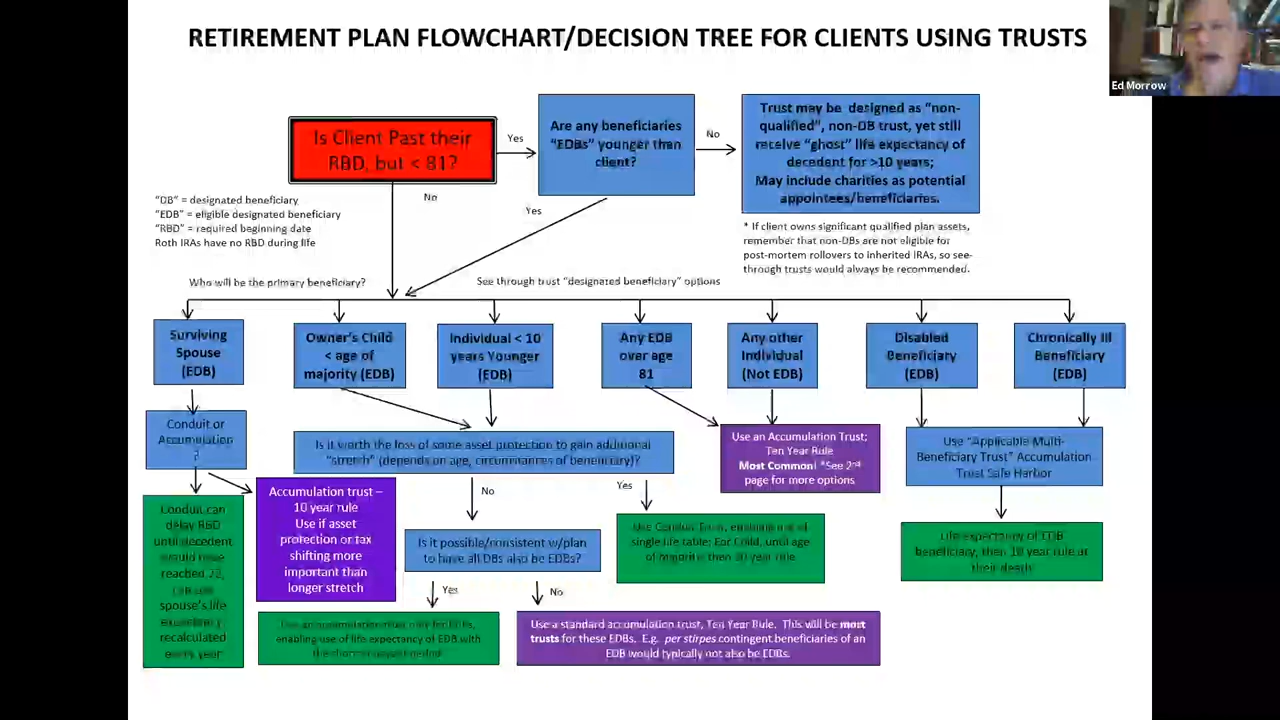 RETIREMENT PLAN FLOWCHART/DECISION TREE FOR CLIENTS USING TRUSTS
Ed Morrow
Is Client Past their
RBD, but < 81?
Yes
Are any beneficiaries
"EDBs" younger than
client?
No
Trust may be designed as "non-
qualified", non-DB trust, yet still
receive "ghost" life expectancy of
decedent for >10 years;
May include charities as potential
appointees/beneficiaries.
No
Yes
"DB" = designated beneficiary
"EDB" = eligible designated beneficiary
"RBD" = required beginning date
Roth IRAs have no RBD during life
* If client owns significant qualified plan assets,
remember that non-DBs are not eligible for
post-mortem rollovers to inherited IRAs, so see-
through trusts would always be recommended.
Who will be the primary beneficiary?
See through trust "designated beneficiary" options
Surviving
Spouse
(EDB)
Owner's Child
< age of
majority (EDB)
Individual < 10
years Younger
(EDB)
Any EDB
over age
81
Any other
Individual
(Not EDB)
Disabled
Beneficiary
(EDB)
Chronically Ill
Beneficiary
(EDB)
Conduit or
Accumulation
?
Is it worth the loss of some asset protection to gain additional
"stretch" (depends on age, circumstances of beneficiary)?
Use an Accumulation Trust;
Ten Year Rule
Most Common! *See 2nd
page for more options
Use "Applicable Multi-
Beneficiary Trust" Accumulation
Trust Safe Harbor
No
Yes
Conduit can
delay RBD
until decedent
would have
reached 72,
spouse's life
expectancy
recalculated
every year
Accumulation trust –
10 year rule
Use if asset
protection or tax
shifting more
important than
longer stretch
Is it possible/consistent w/plan
to have all DBs also be EDBs?
Use Conduit Trust, enabling use of
single life table; For Child, until age
of majority then 10 year rule
Life expectancy of EDB
beneficiary, then 10 year rule at
their death
Yes
No
enabling use of life expectancy of EDB with
Use a standard accumulation trust, Ten Year Rule. This will be most
trusts for these EDBs. E.g. per stirpes contingent beneficiaries of an
EDB would typically not also be EDBs.